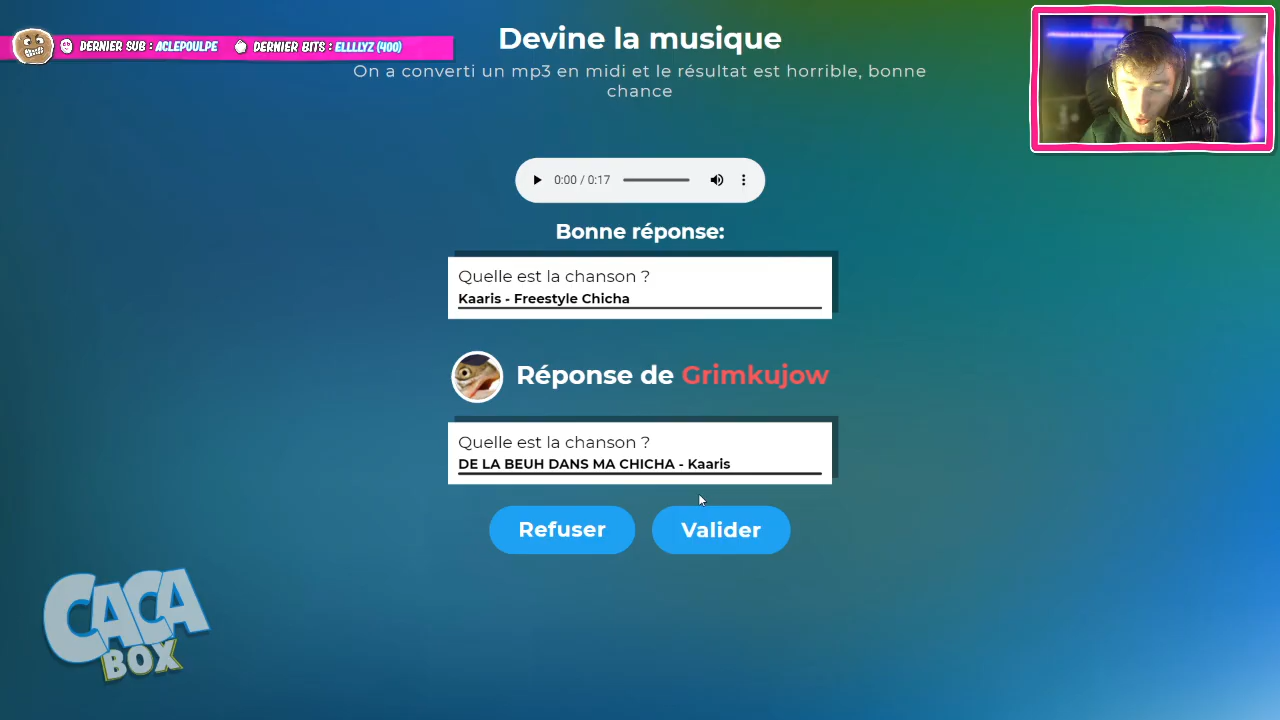 DERNIER SUB : ACLEPOULPE DERNIER BITS : ELLLLYZ (400)
Devine la musique
On a converti un mp3 en midi et le résultat est horrible, bonne
chance
0:00 / 0:17
Bonne réponse:
Quelle est la chanson ?
Kaaris - Freestyle Chicha
Réponse de Grimkujow
Quelle est la chanson ?
DE LA BEUH DANS MA CHICHA - Kaaris
Refuser Valider
CACA
BOX